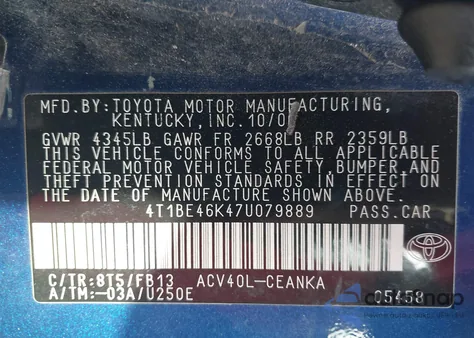 MFD.BY:TOYOTA MOTOR MANUFACTURING,
KENTUCKY, INC. 10/0
GVWR 4345LB GAWR FR 2668LB RR 2359LB
THIS VEHICLE CONFORMS TO ALL APPLICABLE
FEDERAL MOTOR VEHICLE SAFETY, BUMPER, AND
THEFT PREVENTION STANDARDS IN EFFECT ON
THE DATE OF MANUFACTURE SHOWN ABOVE.
4T1BE46K47U079889 PASS.CAR
C/TR:8T5/FB13 ACV40L-CEANKA
A/TM:-03A/U250E 05458
TOYOTA